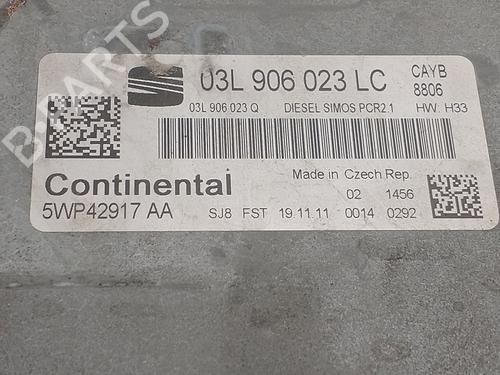 03L 906 023 LC CAYB
8806
03L 906 023 Q DIESEL SIMOS PCR2.1 HW. H33
Continental Made in Czech Rep.
02 1456
5WP42917 AA SJ8 FST 19.11.11 0014 0292
B-PARTS